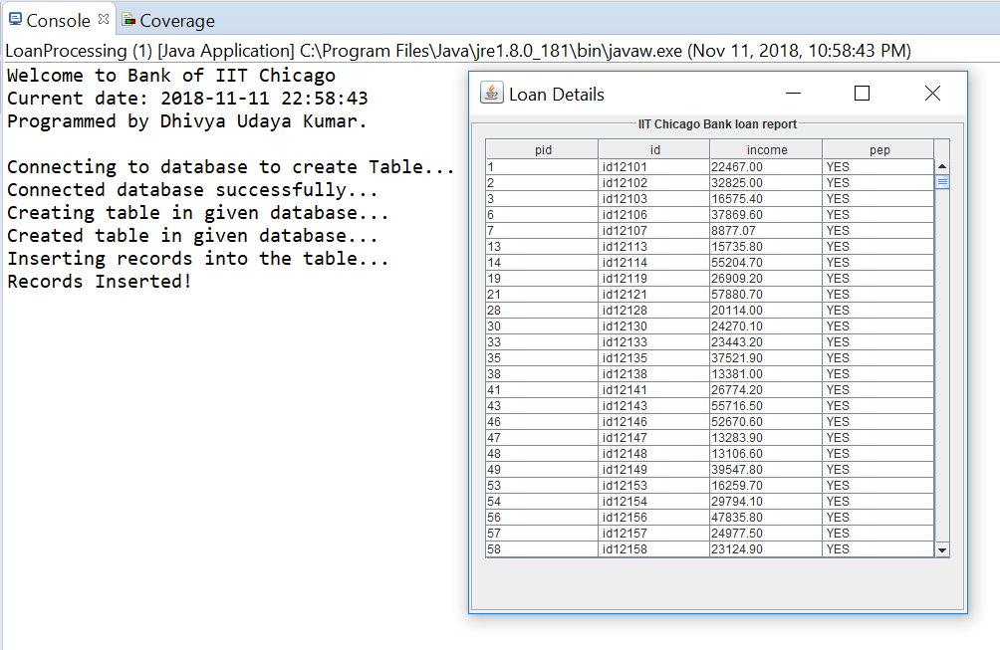 Console Coverage
LoanProcessing (1) [Java Application] C:\Program Files\Java\jre1.8.0_181\bin\javaw.exe (Nov 11, 2018, 10:58:43 PM)
Welcome to Bank of IIT Chicago
Current date: 2018-11-11 22:58:43
Programmed by Dhivya Udaya Kumar.
Connecting to database to create Table...
Connected database successfully...
Creating table in given database...
Created table in given database...
Inserting records into the table...
Records Inserted!
Loan Details
IIT Chicago Bank loan report
pid id income pep
1 id12101 22467.00 YES
2 id12102 32825.00 YES
3 id12103 16575.40 YES
6 id12106 37869.60 YES
7 id12107 8877.07 YES
13 id12113 15735.80 YES
14 id12114 55204.70 YES
19 id12119 26909.20 YES
21 id12121 57880.70 YES
28 id12128 20114.00 YES
30 id12130 24270.10 YES
33 id12133 23443.20 YES
35 id12135 37521.90 YES
38 id12138 13381.00 YES
41 id12141 26774.20 YES
43 id12143 55716.50 YES
46 id12146 52670.60 YES
47 id12147 13283.90 YES
48 id12148 13106.60 YES
49 id12149 39547.80 YES
53 id12153 16259.70 YES
54 id12154 29794.10 YES
56 id12156 47835.80 YES
57 id12157 24977.50 YES
58 id12158 23124.90 YES